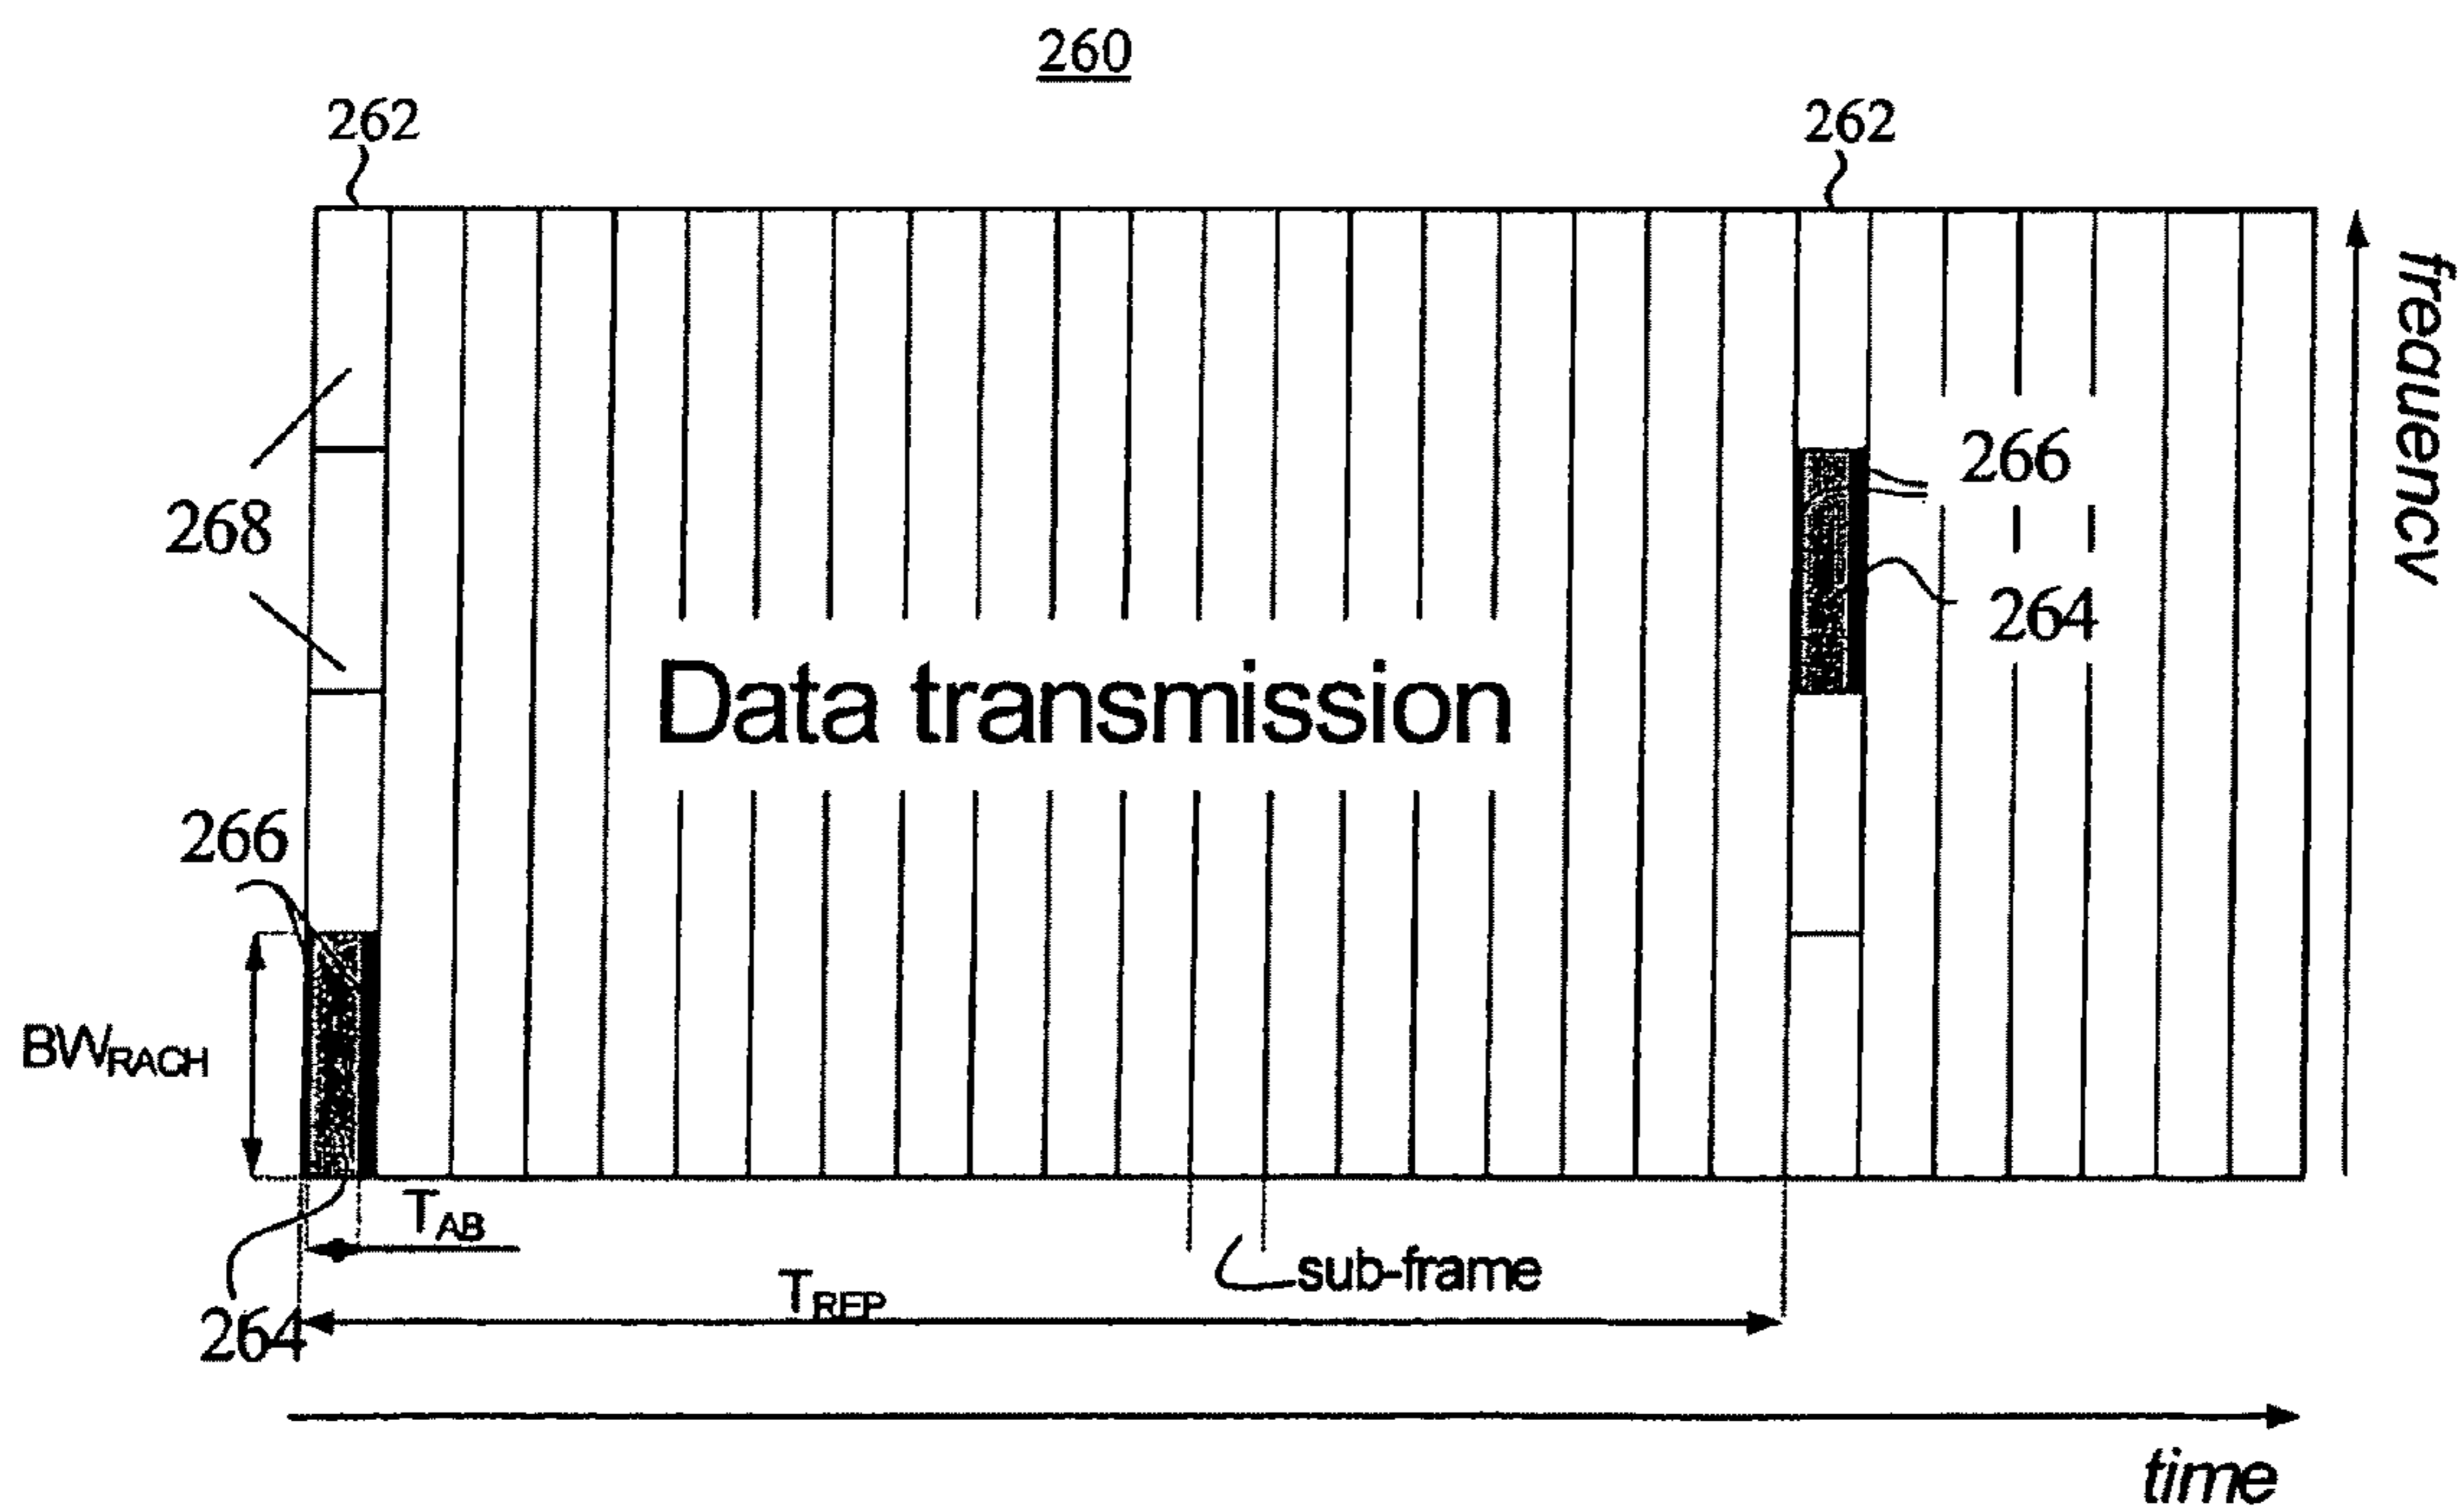 260
262
262
frequency
268
266
264
Data transmission
266
BW_RACH
T_AB
sub-frame
T_REP
264
time